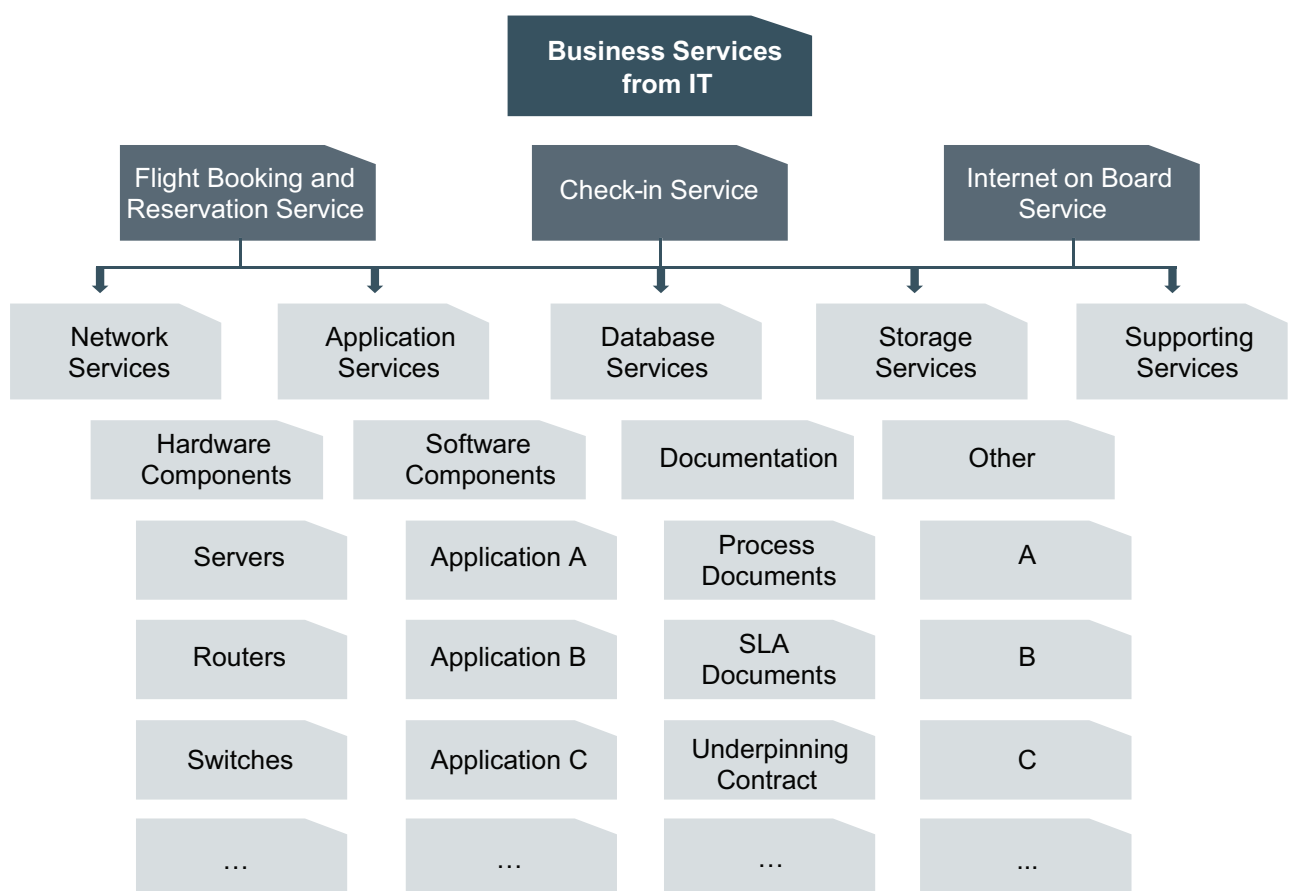 Business Services
from IT
Flight Booking and
Reservation Service
Check-in Service
Internet on Board
Service
Network
Services
Application
Services
Database
Services
Storage
Services
Supporting
Services
Hardware
Components
Software
Components
Documentation
Other
Servers
Application A
Process
Documents
A
Routers
Application B
SLA
Documents
B
Switches
Application C
Underpinning
Contract
C
…
…
…
...